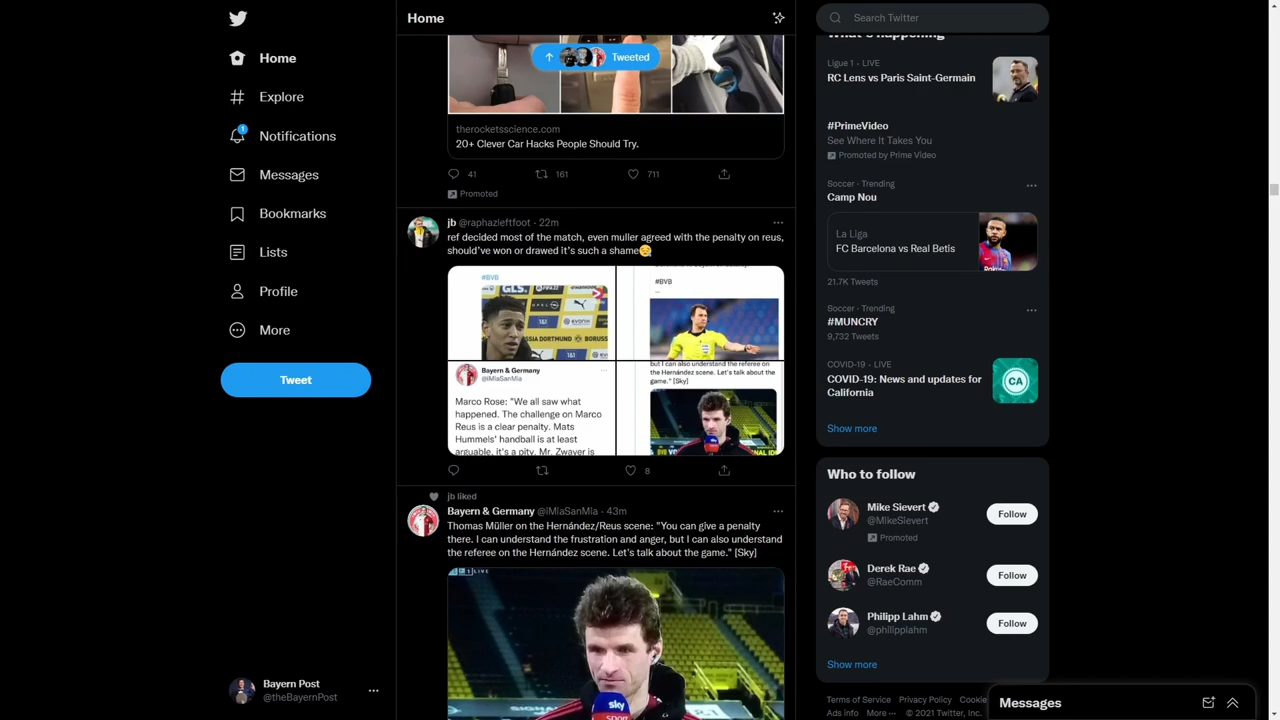 Home
Explore
Notifications
1
Messages
Bookmarks
Lists
Profile
More
Tweet
Bayern Post
@theBayernPost
Home
Tweeted
therocketsscience.com
20+ Clever Car Hacks People Should Try.
41 161 711
Promoted
jb @raphazleftfoot · 22m
ref decided most of the match, even muller agreed with the penalty on reus,
should've won or drawed it's such a shame
#BVB
#BVB
Bayern & Germany
@iMiaSanMia
Marco Rose: "We all saw what
happened. The challenge on Marco
Reus is a clear penalty. Mats
Hummels' handball is at least
arguable, it's a pity. Mr. Zwayer is
but I can also understand the
referee on the Hernández scene. Let's talk about the
game." [Sky]
8
jb liked
Bayern & Germany @iMiaSanMia · 43m
Thomas Müller on the Hernández/Reus scene: "You can give a penalty
there. I can understand the frustration and anger, but I can also understand
the referee on the Hernández scene. Let's talk about the game." [Sky]
LIVE
sky
sport
Search Twitter
What's happening
Ligue 1 · LIVE
RC Lens vs Paris Saint-Germain
#PrimeVideo
See Where It Takes You
Promoted by Prime Video
Soccer · Trending
Camp Nou
La Liga
FC Barcelona vs Real Betis
21.7K Tweets
Soccer · Trending
#MUNCRY
9,732 Tweets
COVID-19 · LIVE
COVID-19: News and updates for
California
CA
Show more
Who to follow
Mike Sievert
@MikeSievert
Promoted
Follow
Derek Rae
@RaeComm
Follow
Philipp Lahm
@philipplahm
Follow
Show more
Terms of Service Privacy Policy Cookie
Ads info More ··· © 2021 Twitter, Inc.
Messages